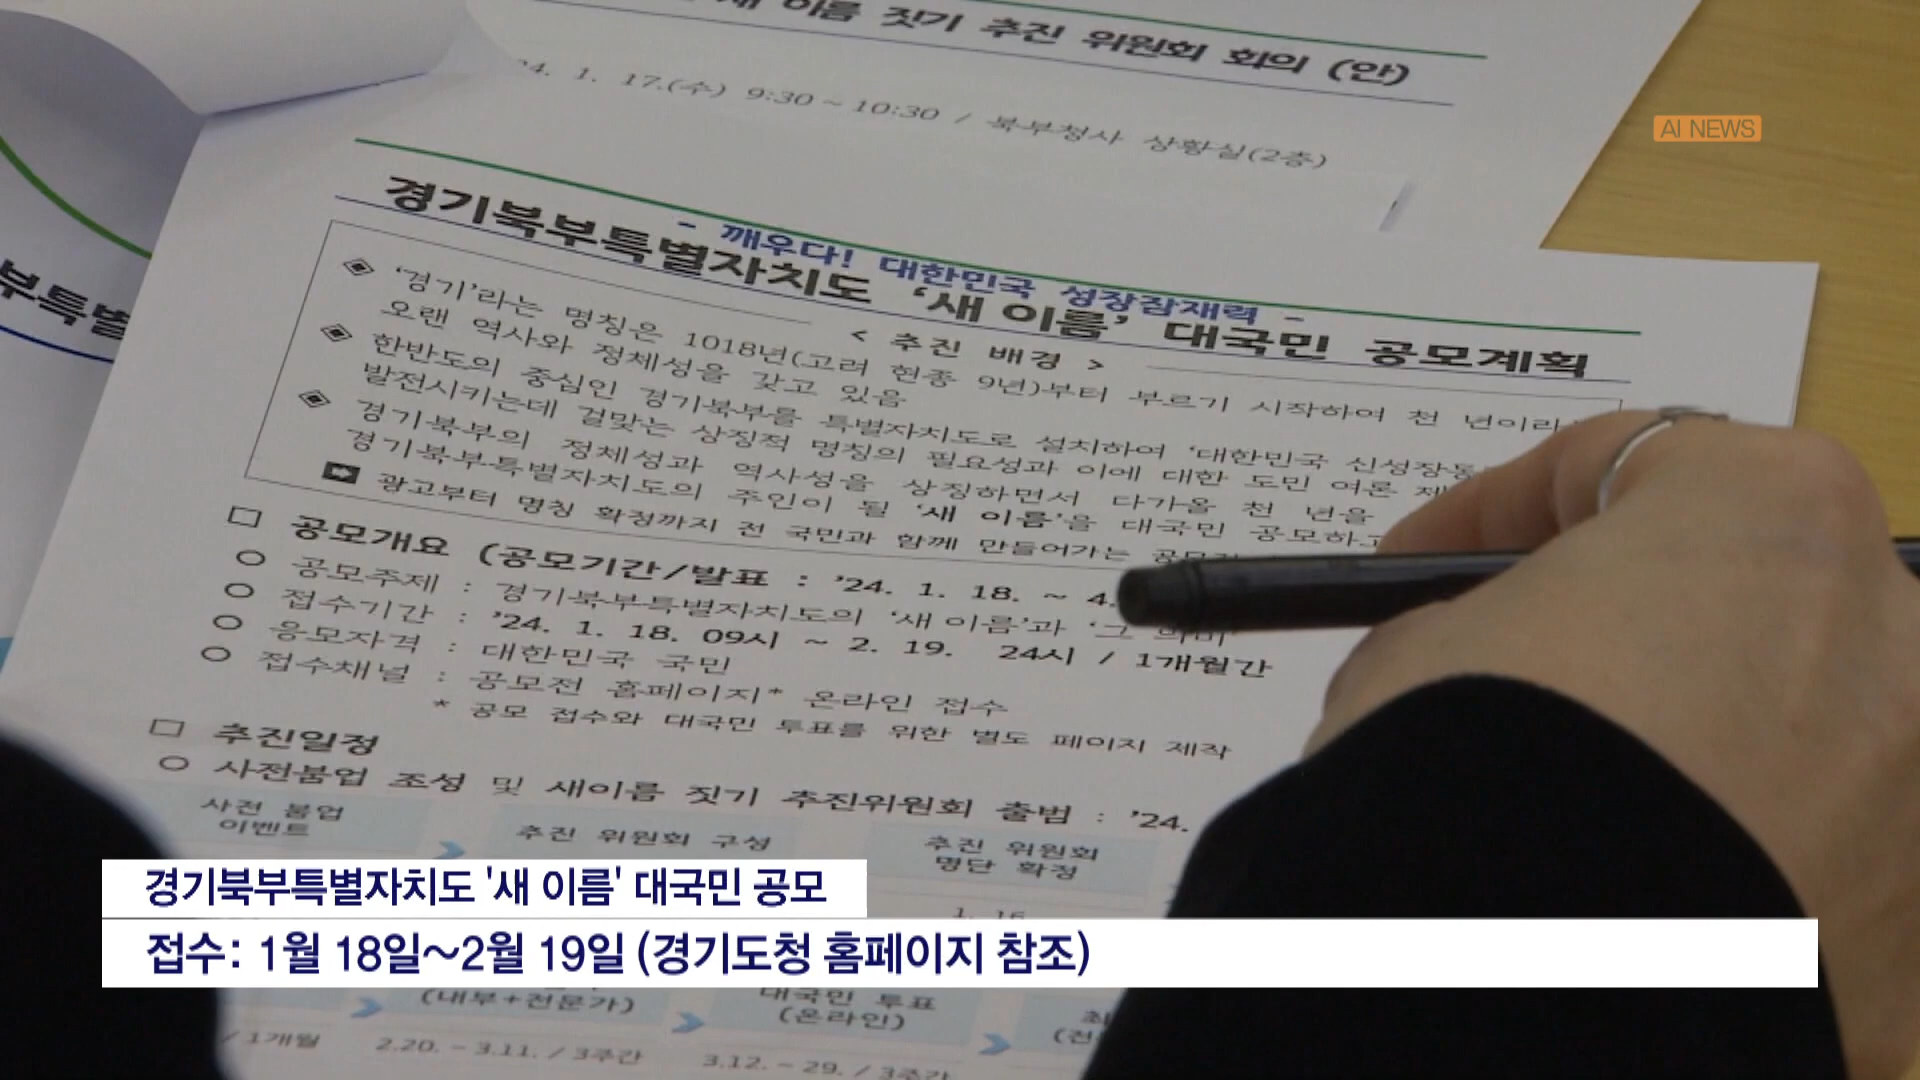 새 이름 짓기 추진 위원회 회의 (안)
1. 17.(수) 9:30 ~ 10:30 / 북부청사 상황실(2층)
AI NEWS
부특별
- 깨우다! 대한민국 성장잠재력 -
경기북부특별자치도 ‘새 이름’ 대국민 공모계획
< 추진 배경 >
◈ ‘경기’라는 명칭은 1018년(고려 현종 9년)부터 부르기 시작하여 천 년이라
오랜 역사와 정체성을 갖고 있음
◈ 한반도의 중심인 경기북부를 특별자치도로 설치하여 ‘대한민국 신성장동
발전시키는데 걸맞는 상징적 명칭의 필요성과 이에 대한 도민 여론
◈ 경기북부의 정체성과 역사성을 상징하면서 다가올 천 년을
경기북부특별자치도의 주인이 될 ‘새 이름’을 대국민 공모하고
광고부터 명칭 확정까지 전 국민과 함께 만들어가는
□ 공모개요 (공모기간/발표 : ’24. 1. 18. ~ 4.
○ 공모주제 : 경기북부특별자치도의 ‘새 이름’과 ‘그 의미’
○ 접수기간 : ’24. 1. 18. 09시 ~ 2. 19. 24시 / 1개월간
○ 응모자격 : 대한민국 국민
○ 접수채널 : 공모전 홈페이지* 온라인 접수
* 공모 접수와 대국민 투표를 위한 별도 페이지 제작
□ 추진일정
○ 사전붐업 조성 및 새이름 짓기 추진위원회 출범 : ’24.
사전 붐업
이벤트
추진 위원회 구성
추진 위원회
명단 확정
1. 16.
경기북부특별자치도 '새 이름' 대국민 공모
접수: 1월 18일~2월 19일 (경기도청 홈페이지 참조)
(내부+전문가)
대국민 투표
(온라인)
/ 1개월
2.20. ~ 3.11. / 3주간
3.12. ~ 29. / 3주간